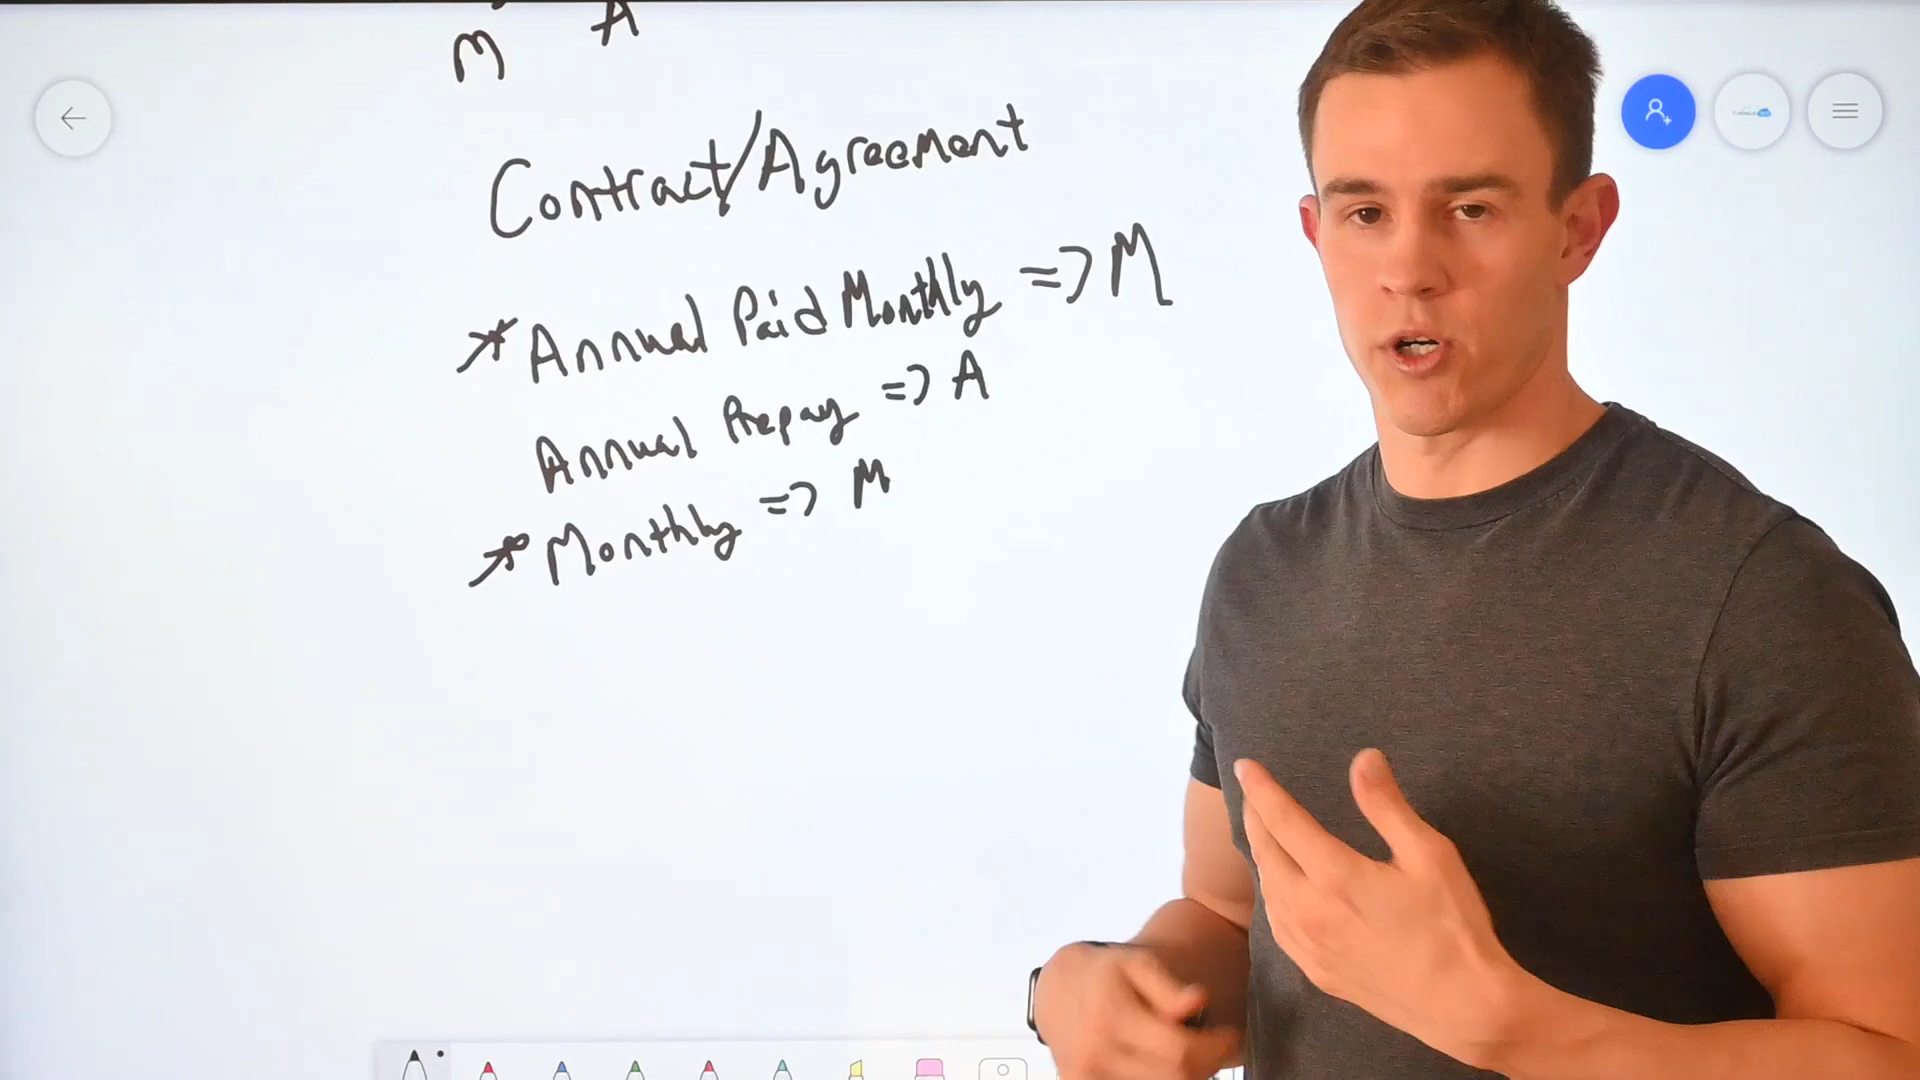 M A
Contract/Agreement
* Annual Paid Monthly => M
Annual Prepay => A
* Monthly => M